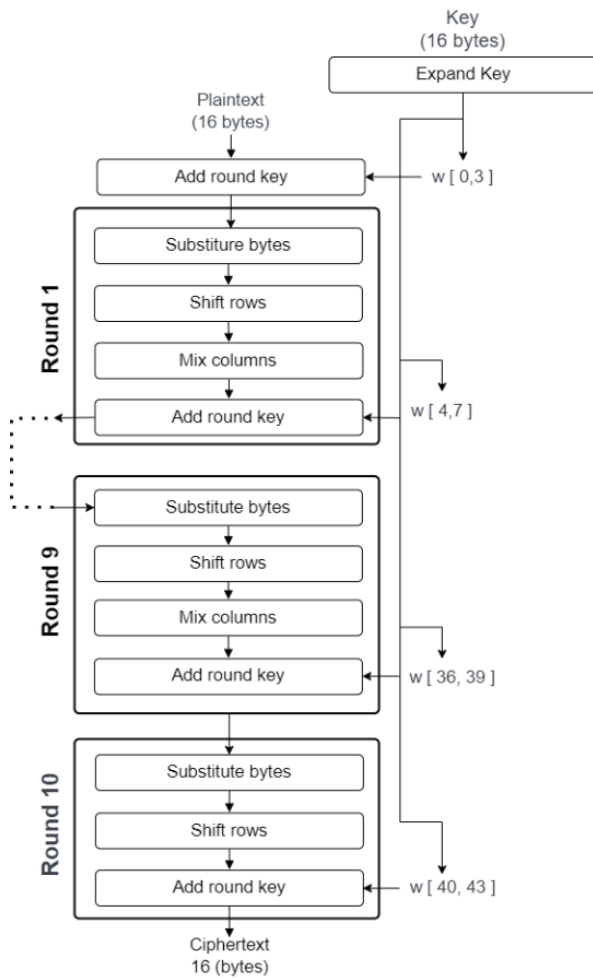 Key
(16 bytes)
Expand Key
Plaintext
(16 bytes)
Add round key
w [ 0,3 ]
Round 1
Substiture bytes
Shift rows
Mix columns
w [ 4,7 ]
Add round key
Round 9
Substitute bytes
Shift rows
Mix columns
Add round key
w [ 36, 39 ]
Round 10
Substitute bytes
Shift rows
Add round key
w [ 40, 43 ]
Ciphertext
16 (bytes)